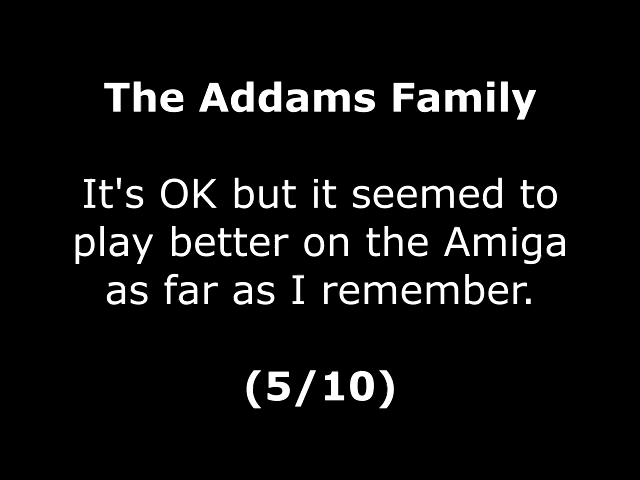 The Addams Family
It's OK but it seemed to
play better on the Amiga
as far as I remember.
(5/10)